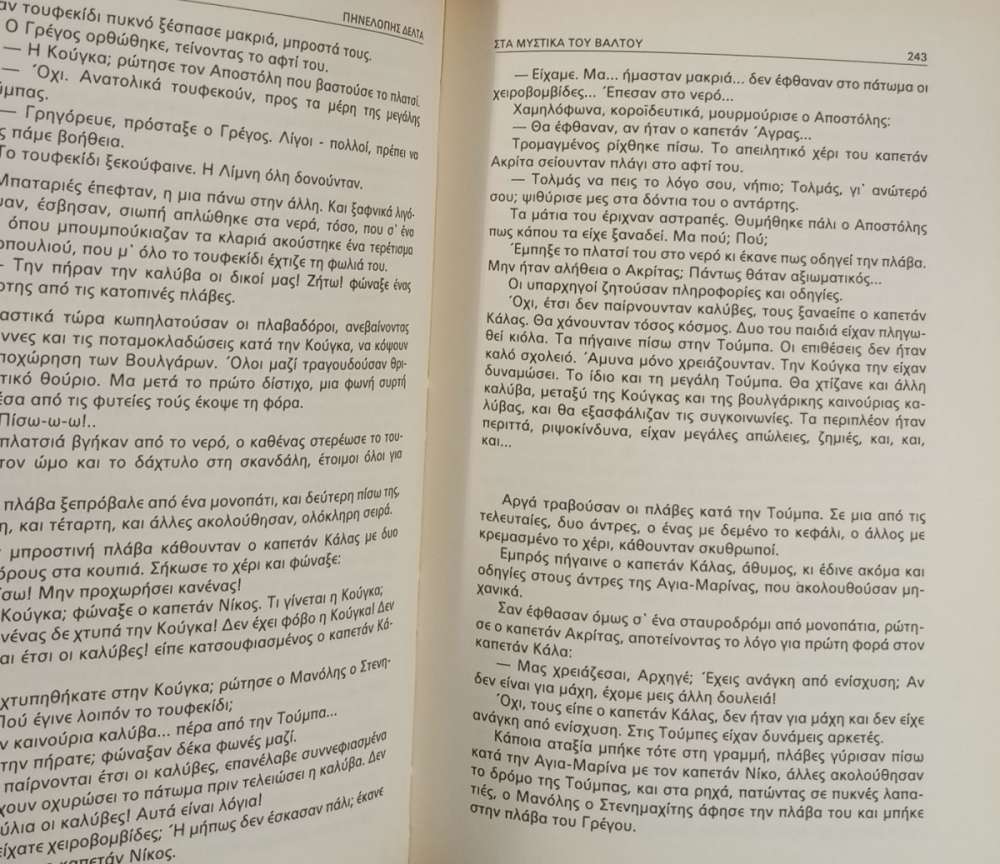 ΠΗΝΕΛΟΠΗΣ ΔΕΛΤΑ
τουφεκίδι πυκνό ξέσπασε μακριά, μπροστά τους.
Ο Γρέγος ορθώθηκε, τείνοντας το αφτί του.
— Η Κούγκα; ρώτησε τον Αποστόλη που βαστούσε το πλατσί.
— Όχι. Ανατολικά τουφεκούν, προς τα μέρη της μεγάλης
— Γρηγόρευε, πρόσταξε ο Γρέγος. Λίγοι - πολλοί, πρέπει να
πάμε βοήθεια.
Το τουφεκίδι ξεκούφαινε. Η Λίμνη όλη δονούνταν.
Μπαταριές έπεφταν, η μια πάνω στην άλλη. Και ξαφνικά λιγό-
έσβησαν, σιωπή απλώθηκε στα νερά, τόσο, που σ' ένα
όπου μπουμπούκιαζαν τα κλαριά ακούστηκε ένα τερέτισμα
που μ' όλο το τουφεκίδι έχτιζε τη φωλιά του.
— Την πήραν την καλύβα οι δικοί μας! Ζήτω! φώναξε ένας
από τις κατοπινές πλάβες.
τώρα κωπηλατούσαν οι πλαβαδόροι, ανεβαίνοντας
και τις ποταμοκλαδώσεις κατά την Κούγκα, να κόψουν
των Βουλγάρων. Όλοι μαζί τραγουδούσαν θρι-
θούριο. Μα μετά το πρώτο δίστιχο, μια φωνή συρτή
από τις φυτείες τούς έκοψε τη φόρα.
Πίσω-ω-ω!..
πλατσιά βγήκαν από το νερό, ο καθένας στερέωσε το του-
ώμο και το δάχτυλο στη σκανδάλη, έτοιμοι όλοι για
πλάβα ξεπρόβαλε από ένα μονοπάτι, και δεύτερη πίσω της,
και τέταρτη, και άλλες ακολούθησαν, ολόκληρη σειρά.
μπροστινή πλάβα κάθουνταν ο καπετάν Κάλας με δυο
στα κουπιά. Σήκωσε το χέρι και φώναξε:
Μην προχωρήσει κανένας!
Κούγκα; φώναξε ο καπετάν Νίκος. Τι γίνεται η Κούγκα;
δε χτυπά την Κούγκα! Δεν έχει φόβο η Κούγκα! Δεν
έτσι οι καλύβες! είπε κατσουφιασμένος ο καπετάν Κά-
χτυπηθήκατε στην Κούγκα; ρώτησε ο Μανόλης ο Στενη-
Πού έγινε λοιπόν το τουφεκίδι;
καινούρια καλύβα... πέρα από την Τούμπα...
την πήρατε; φώναξαν δέκα φωνές μαζί.
παίρνονται έτσι οι καλύβες, επανέλαβε συννεφιασμένα
οχυρώσει το πάτωμα πριν τελειώσει η καλύβα. Δεν
οι καλύβες! Αυτά είναι λόγια!
χειροβομβίδες; Ή μήπως δεν έσκασαν πάλι; έκανε
καπετάν Νίκος.
ΣΤΑ ΜΥΣΤΙΚΑ ΤΟΥ ΒΑΛΤΟΥ 243
— Είχαμε. Μα... ήμασταν μακριά... δεν έφθαναν στο πάτωμα οι
χειροβομβίδες... Έπεσαν στο νερό...
Χαμηλόφωνα, κοροϊδευτικά, μουρμούρισε ο Αποστόλης:
— Θα έφθαναν, αν ήταν ο καπετάν Άγρας...
Τρομαγμένος ρίχθηκε πίσω. Το απειλητικό χέρι του καπετάν
Ακρίτα σείουνταν πλάγι στο αφτί του.
— Τολμάς να πεις το λόγο σου, νήπιο; Τολμάς, γι' ανώτερό
σου; ψιθύρισε μες στα δόντια του ο αντάρτης.
Τα μάτια του έριχναν αστραπές. Θυμήθηκε πάλι ο Αποστόλης
πως κάπου τα είχε ξαναδεί. Μα πού; Πού;
Έμπηξε το πλατσί του στο νερό κι έκανε πως οδηγεί την πλάβα.
Μην ήταν αλήθεια ο Ακρίτας; Πάντως θάταν αξιωματικός...
Οι υπαρχηγοί ζητούσαν πληροφορίες και οδηγίες.
Όχι, έτσι δεν παίρνουνταν καλύβες, τους ξαναείπε ο καπετάν
Κάλας. Θα χάνουνταν τόσος κόσμος. Δυο του παιδιά είχαν πληγω-
θεί κιόλα. Τα πήγαινε πίσω στην Τούμπα. Οι επιθέσεις δεν ήταν
καλό σχολειό. Άμυνα μόνο χρειάζουνταν. Την Κούγκα την είχαν
δυναμώσει. Το ίδιο και τη μεγάλη Τούμπα. Θα χτίζανε και άλλη
καλύβα, μεταξύ της Κούγκας και της βουλγάρικης καινούριας κα-
λύβας, και θα εξασφάλιζαν τις συγκοινωνίες. Τα περιπλέον ήταν
περιττά, ριψοκίνδυνα, είχαν μεγάλες απώλειες, ζημιές, και, και,
και...
Αργά τραβούσαν οι πλάβες κατά την Τούμπα. Σε μια από τις
τελευταίες, δυο άντρες, ο ένας με δεμένο το κεφάλι, ο άλλος με
κρεμασμένο το χέρι, κάθουνταν σκυθρωποί.
Εμπρός πήγαινε ο καπετάν Κάλας, άθυμος, κι έδινε ακόμα και
οδηγίες στους άντρες της Αγια-Μαρίνας, που ακολουθούσαν μη-
χανικά.
Σαν έφθασαν όμως σ' ένα σταυροδρόμι από μονοπάτια, ρώτη-
σε ο καπετάν Ακρίτας, αποτείνοντας το λόγο για πρώτη φορά στον
καπετάν Κάλα:
— Μας χρειάζεσαι, Αρχηγέ; Έχεις ανάγκη από ενίσχυση; Αν
δεν είναι για μάχη, έχομε μεις άλλη δουλειά!
Όχι, τους είπε ο καπετάν Κάλας, δεν ήταν για μάχη και δεν είχε
ανάγκη από ενίσχυση. Στις Τούμπες είχαν δυνάμεις αρκετές.
Κάποια αταξία μπήκε τότε στη γραμμή, πλάβες γύρισαν πίσω
κατά την Αγια-Μαρίνα με τον καπετάν Νίκο, άλλες ακολούθησαν
το δρόμο της Τούμπας, και στα ρηχά, πατώντας σε πυκνές λαπα-
τιές, ο Μανόλης ο Στενημαχίτης άφησε την πλάβα του και μπήκε
στην πλάβα του Γρέγου.